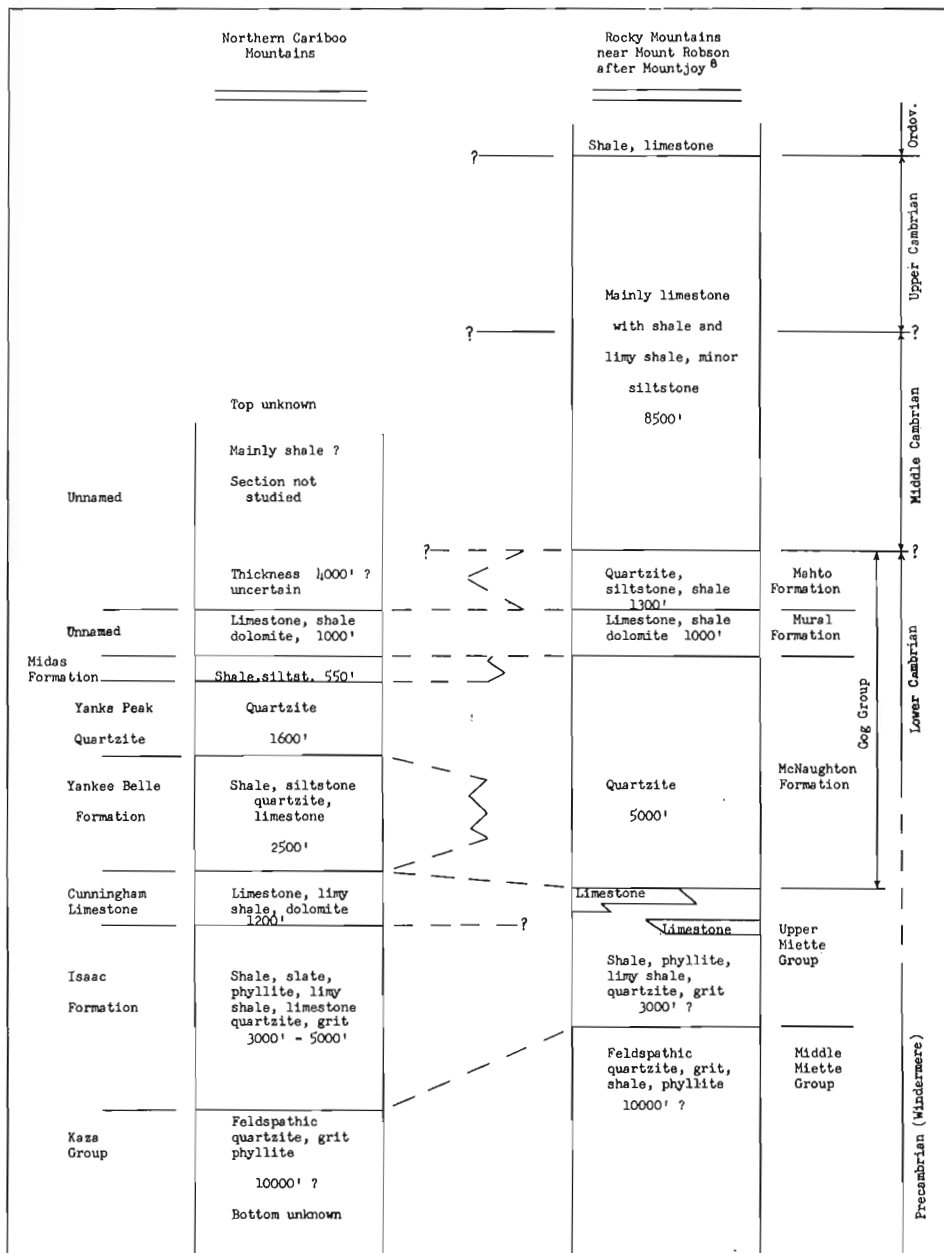 Northern Cariboo
Mountains
Rocky Mountains
near Mount Robson
after Mountjoy 8
Ordov.
Upper Cambrian
Middle Cambrian
Lower Cambrian
Precambrian (Windermere)
Gog Group
?
?
?
?
?
?
Top unknown
Mainly shale ?
Section not
studied
Unnamed
Thickness 4000' ?
uncertain
Unnamed
Limestone, shale
dolomite, 1000'
Midas
Formation
Shale.siltst. 550'
Yanks Peak
Quartzite
Quartzite
1600'
Yankee Belle
Formation
Shale, siltstone
quartzite,
limestone
2500'
Cunningham
Limestone
Limestone, limy
shale, dolomite
1200'
Isaac
Formation
Shale, slate,
phyllite, limy
shale, limestone
quartzite, grit
3000' - 5000'
Kaza
Group
Feldspathic
quartzite, grit
phyllite
10000' ?
Bottom unknown
Shale, limestone
Mainly limestone
with shale and
limy shale, minor
siltstone
8500'
Quartzite,
siltstone, shale
1300'
Mahto
Formation
Limestone, shale
dolomite 1000'
Mural
Formation
Quartzite
5000'
McNaughton
Formation
Limestone
Limestone
Shale, phyllite,
limy shale,
quartzite, grit
3000' ?
Upper
Miette
Group
Feldspathic
quartzite, grit,
shale, phyllite
10000' ?
Middle
Miette
Group